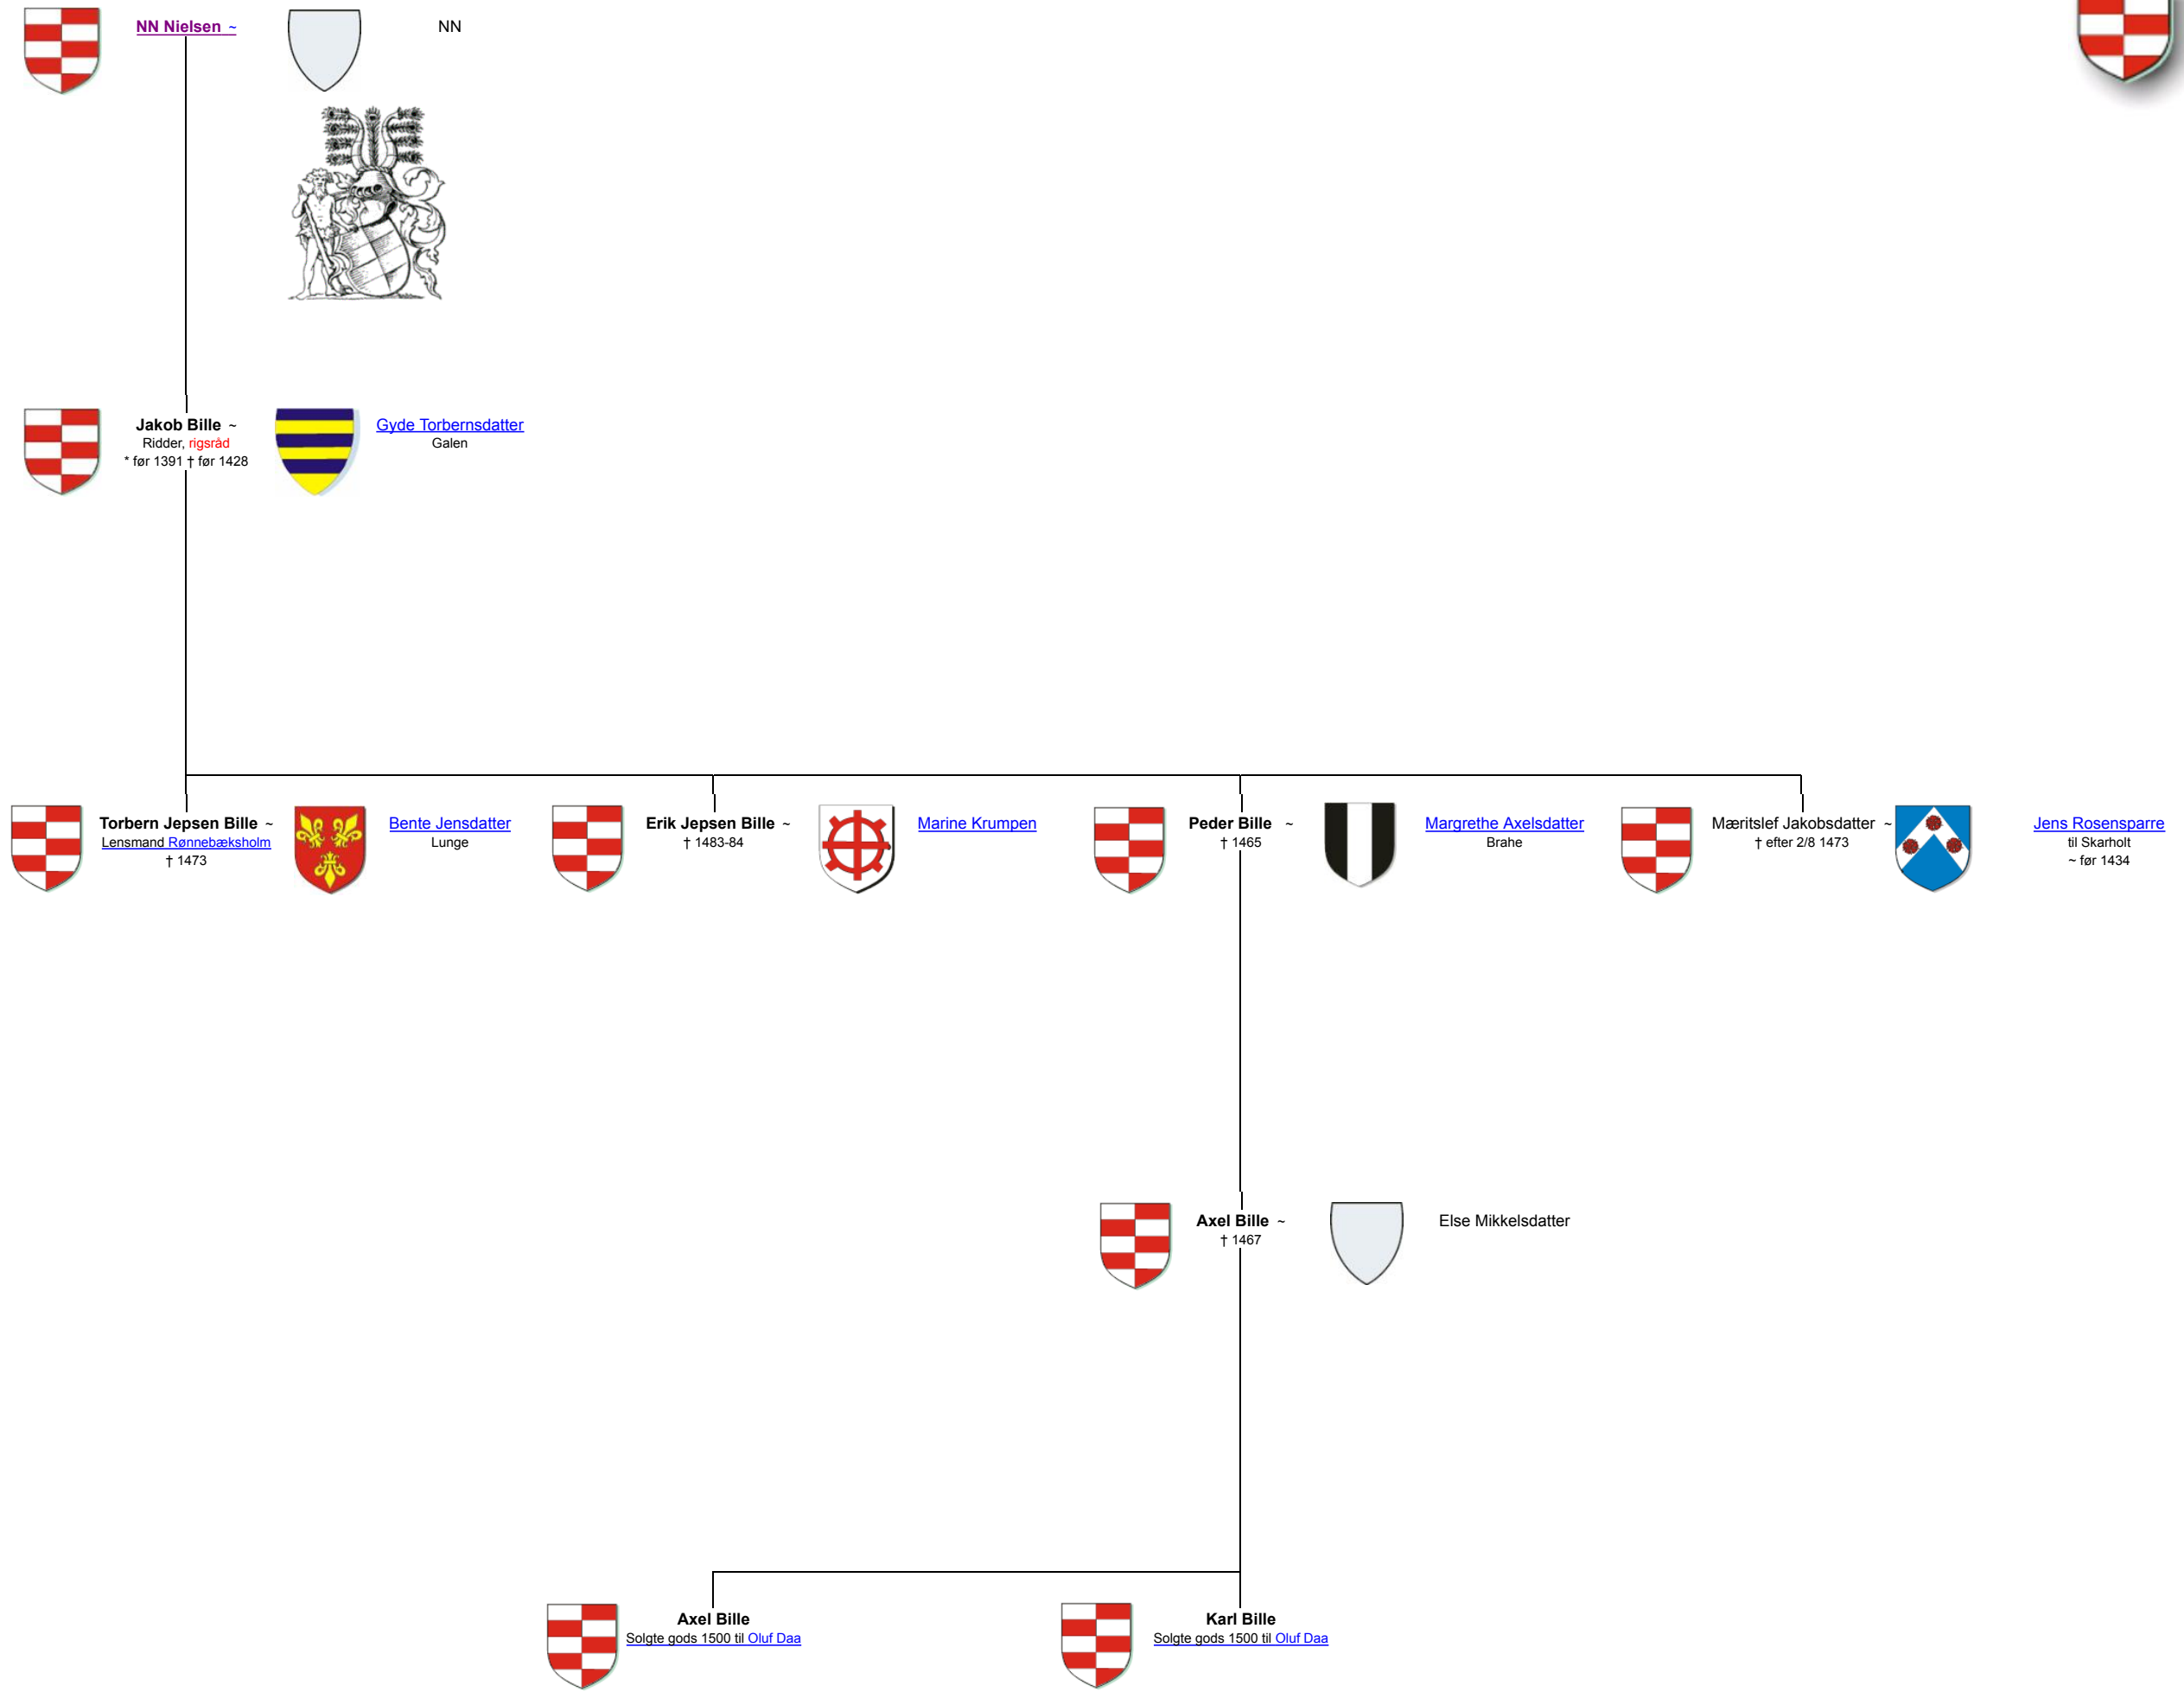 NN Nielsen ~
NN
Jakob Bille ~
Ridder, rigsråd
* før 1391 † før 1428
Gyde Torbernsdatter
Galen
Torbern Jepsen Bille ~
Lensmand Rønnebæksholm
† 1473
Bente Jensdatter
Lunge
Erik Jepsen Bille ~
† 1483-84
Marine Krumpen
Peder Bille ~
† 1465
Margrethe Axelsdatter
Brahe
Mæritslef Jakobsdatter ~
† efter 2/8 1473
Jens Rosensparre
til Skarholt
~ før 1434
Axel Bille ~
† 1467
Else Mikkelsdatter
Axel Bille
Solgte gods 1500 til Oluf Daa
Karl Bille
Solgte gods 1500 til Oluf Daa